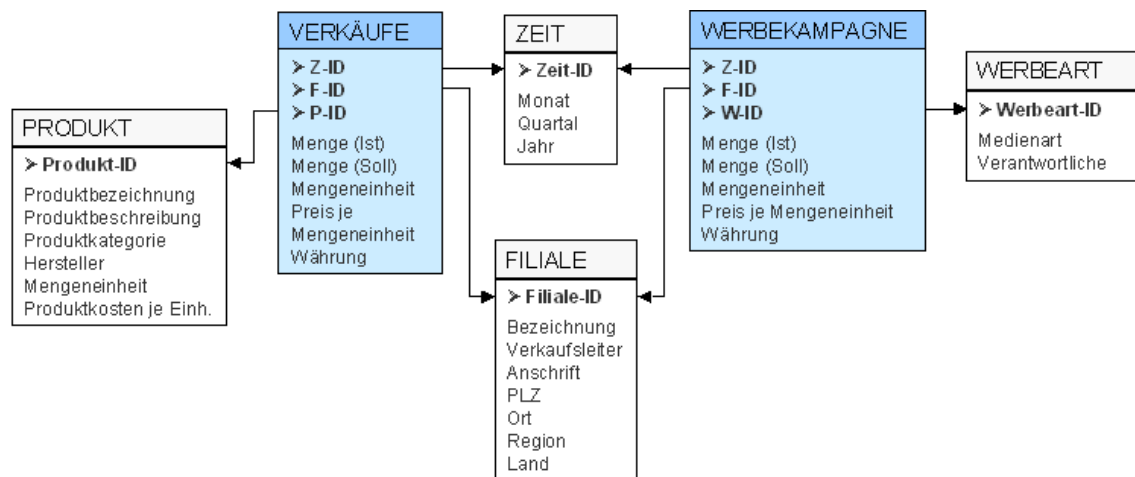 PRODUKT
➢ Produkt-ID
Produktbezeichnung
Produktbeschreibung
Produktkategorie
Hersteller
Mengeneinheit
Produktkosten je Einh.
VERKÄUFE
➢ Z-ID
➢ F-ID
➢ P-ID
Menge (Ist)
Menge (Soll)
Mengeneinheit
Preis je
Mengeneinheit
Währung
ZEIT
➢ Zeit-ID
Monat
Quartal
Jahr
FILIALE
➢ Filiale-ID
Bezeichnung
Verkaufsleiter
Anschrift
PLZ
Ort
Region
Land
WERBEKAMPAGNE
➢ Z-ID
➢ F-ID
➢ W-ID
Menge (Ist)
Menge (Soll)
Mengeneinheit
Preis je Mengeneinheit
Währung
WERBEART
➢ Werbeart-ID
Medienart
Verantwortliche